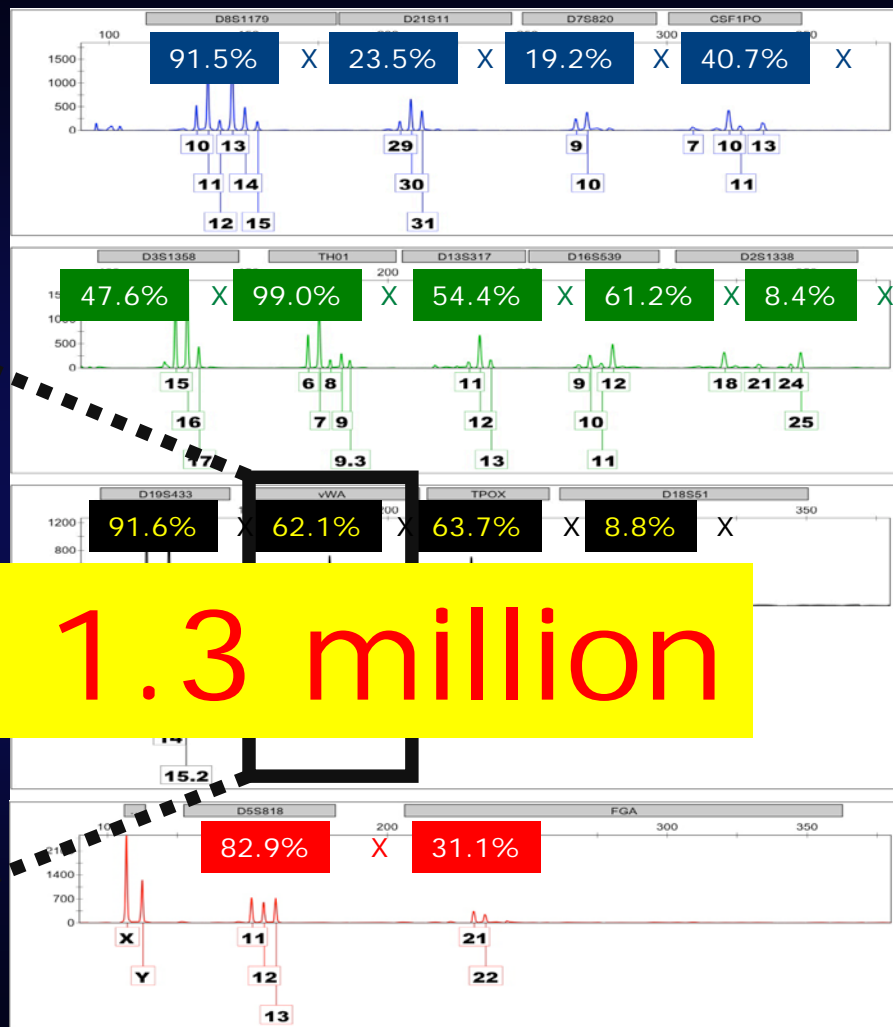 D8S1179 D21S11 D7S820 CSF1PO
100 300
91.5% X 23.5% X 19.2% X 40.7% X
1500
1000
500
0
10 13 29 9 7 10 13
11 14 30 10 11
12 15 31
D3S1358 TH01 D13S317 D16S539 D2S1338
200
47.6% X 99.0% X 54.4% X 61.2% X 8.4% X
500
0
15 6 8 11 9 12 18 21 24
16 7 9 12 10 25
17 9.3 13 11
D19S433 vWA TPOX D18S51
350
91.6% X 62.1% X 63.7% X 8.8% X
1200
800
1.3 million
14
15.2
D5S818 FGA
200 300 350
82.9% X 31.1%
1400
700
0
X 11 21
Y 12 22
13